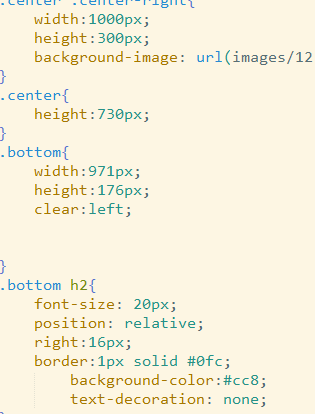 .center .center-right{
width:1000px;
height:300px;
background-image: url(images/12
}
.center{
height:730px;
}
.bottom{
width:971px;
height:176px;
clear:left;
}
.bottom h2{
font-size: 20px;
position: relative;
right:16px;
border:1px solid #0fc;
background-color:#cc8;
text-decoration: none;
}